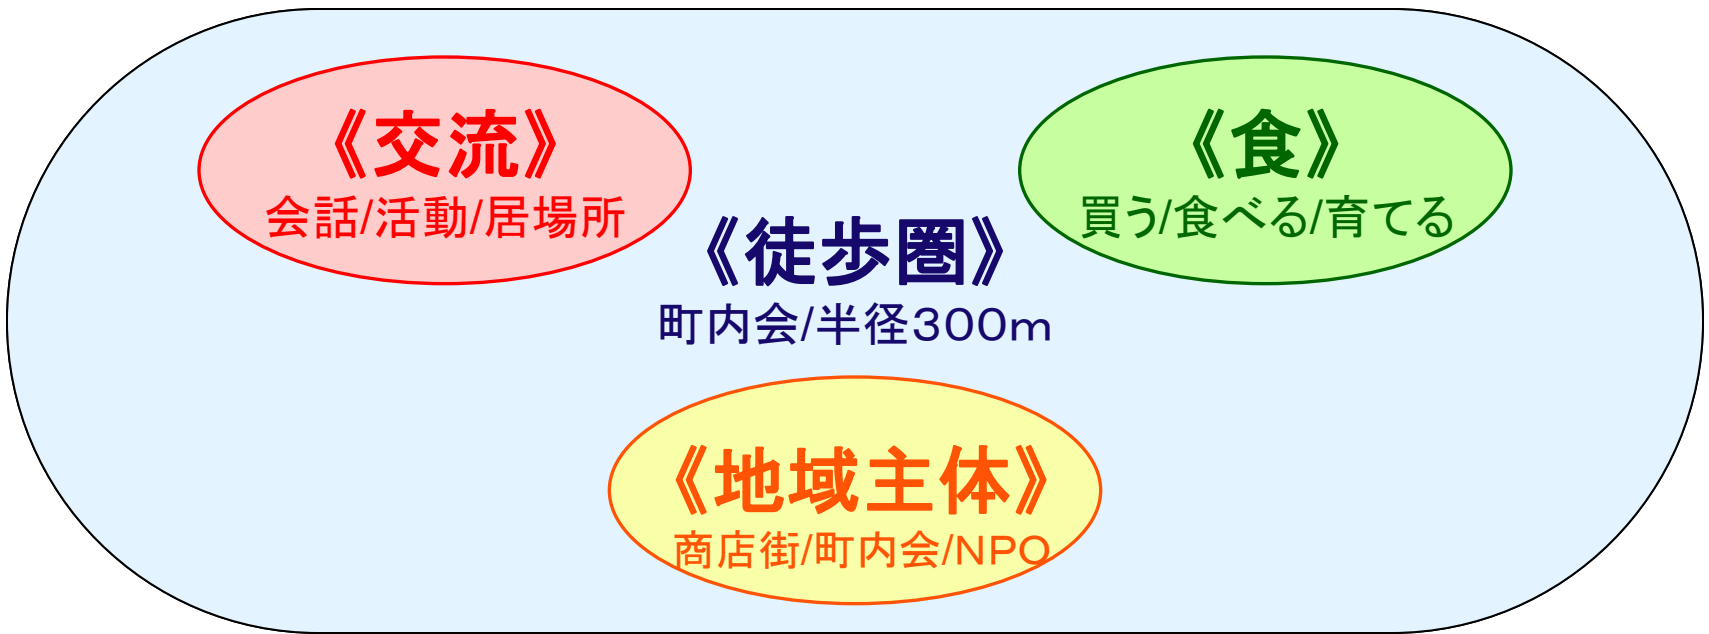 《交流》
会話/活動/居場所
《食》
買う/食べる/育てる
《徒歩圏》
町内会/半径300m
《地域主体》
商店街/町内会/NPO